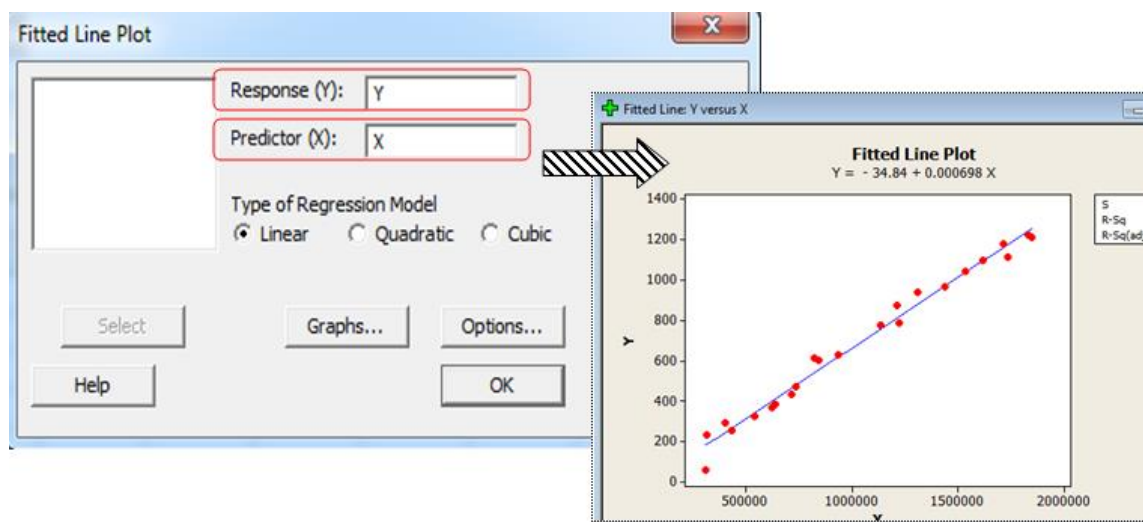 Fitted Line Plot
X
Response (Y): Y
Predictor (X): X
Type of Regression Model
Linear Quadratic Cubic
Select Graphs... Options...
Help OK
Fitted Line: Y versus X
Fitted Line Plot
Y = - 34.84 + 0.000698 X
1400
1200
1000
800
600
400
200
0
Y
500000 1000000 1500000 2000000
X
S
R-Sq
R-Sq(adj